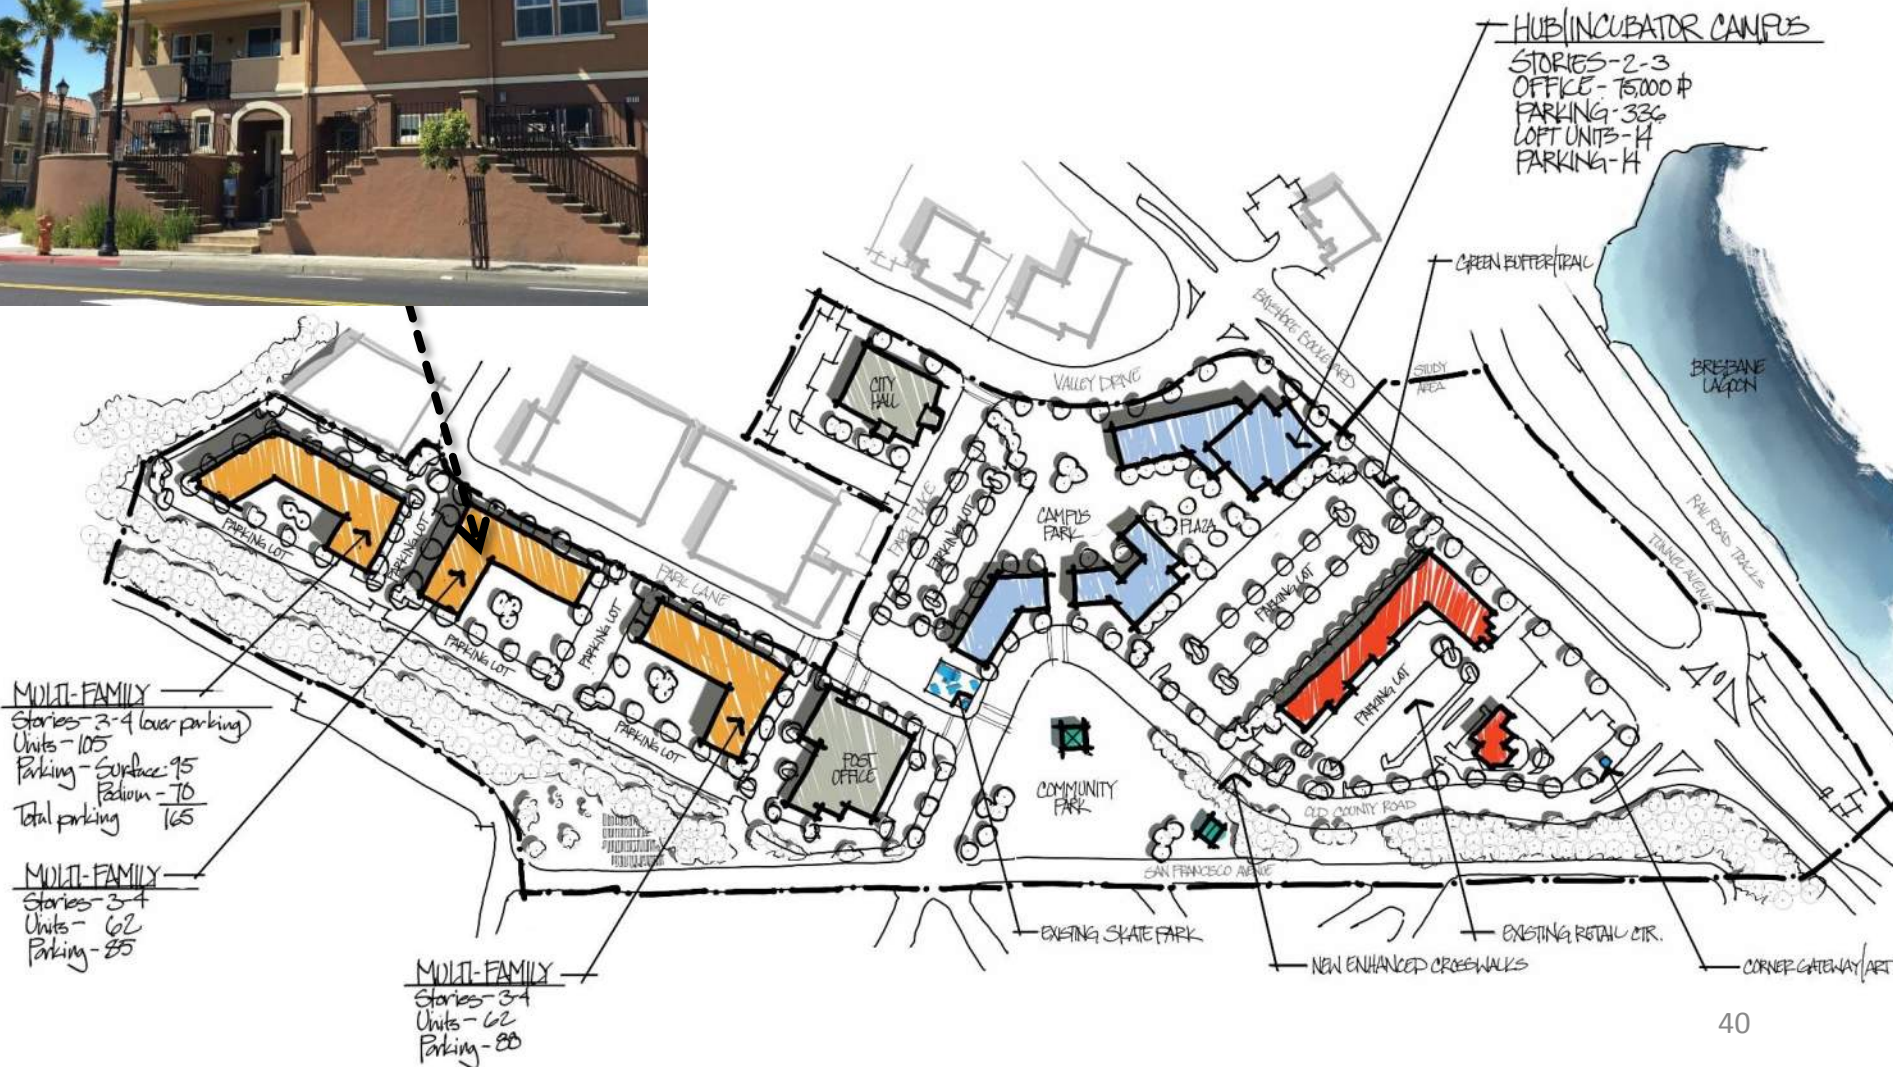 HUB/INCUBATOR CAMPUS
STORIES-2-3
OFFICE-75,000 ⏍
PARKING-336
LOFT UNITS-14
PARKING-14
GREEN BUFFER/TRAIL
BAYSHORE BOULEVARD
STUDY
AREA
BRISBANE
LAGOON
RAIL ROAD TRACKS
TUNNEL AVENUE
VALLEY DRIVE
CITY
HALL
PARK PLACE
PARKING LOT
CAMPUS
PARK
PLAZA
PARKING LOT
PARKING LOT
PARKING LOT
PARKING LOT
PARKING LOT
PARKING LOT
PARKING LOT
PARK LANE
POST
OFFICE
COMMUNITY
PARK
OLD COUNTY ROAD
SAN FRANCISCO AVENUE
MULTI-FAMILY
Stories-3-4 (over parking)
Units-105
Parking-Surface-95
Podium-70
Total parking 165
MULTI-FAMILY
Stories-3-4
Units-62
Parking-85
MULTI-FAMILY
Stories-3-4
Units-62
Parking-88
EXISTING SKATE PARK
NEW ENHANCED CROSSWALKS
EXISTING RETAIL CTR.
CORNER GATEWAY/ART
40